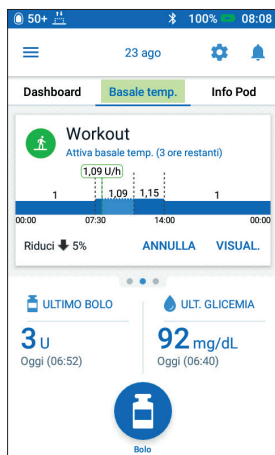 50+ 100% 08:08
23 ago
Dashboard Basale temp. Info Pod
Workout
Attiva basale temp. (3 ore restanti)
1,09 U/h
1 1,09 1,15 1
00:00 07:30 14:00 00:00
Riduci 5% ANNULLA VISUAL.
ULTIMO BOLO ULT. GLICEMIA
3 U 92 mg/dL
Oggi (06:52) Oggi (06:40)
Bolo